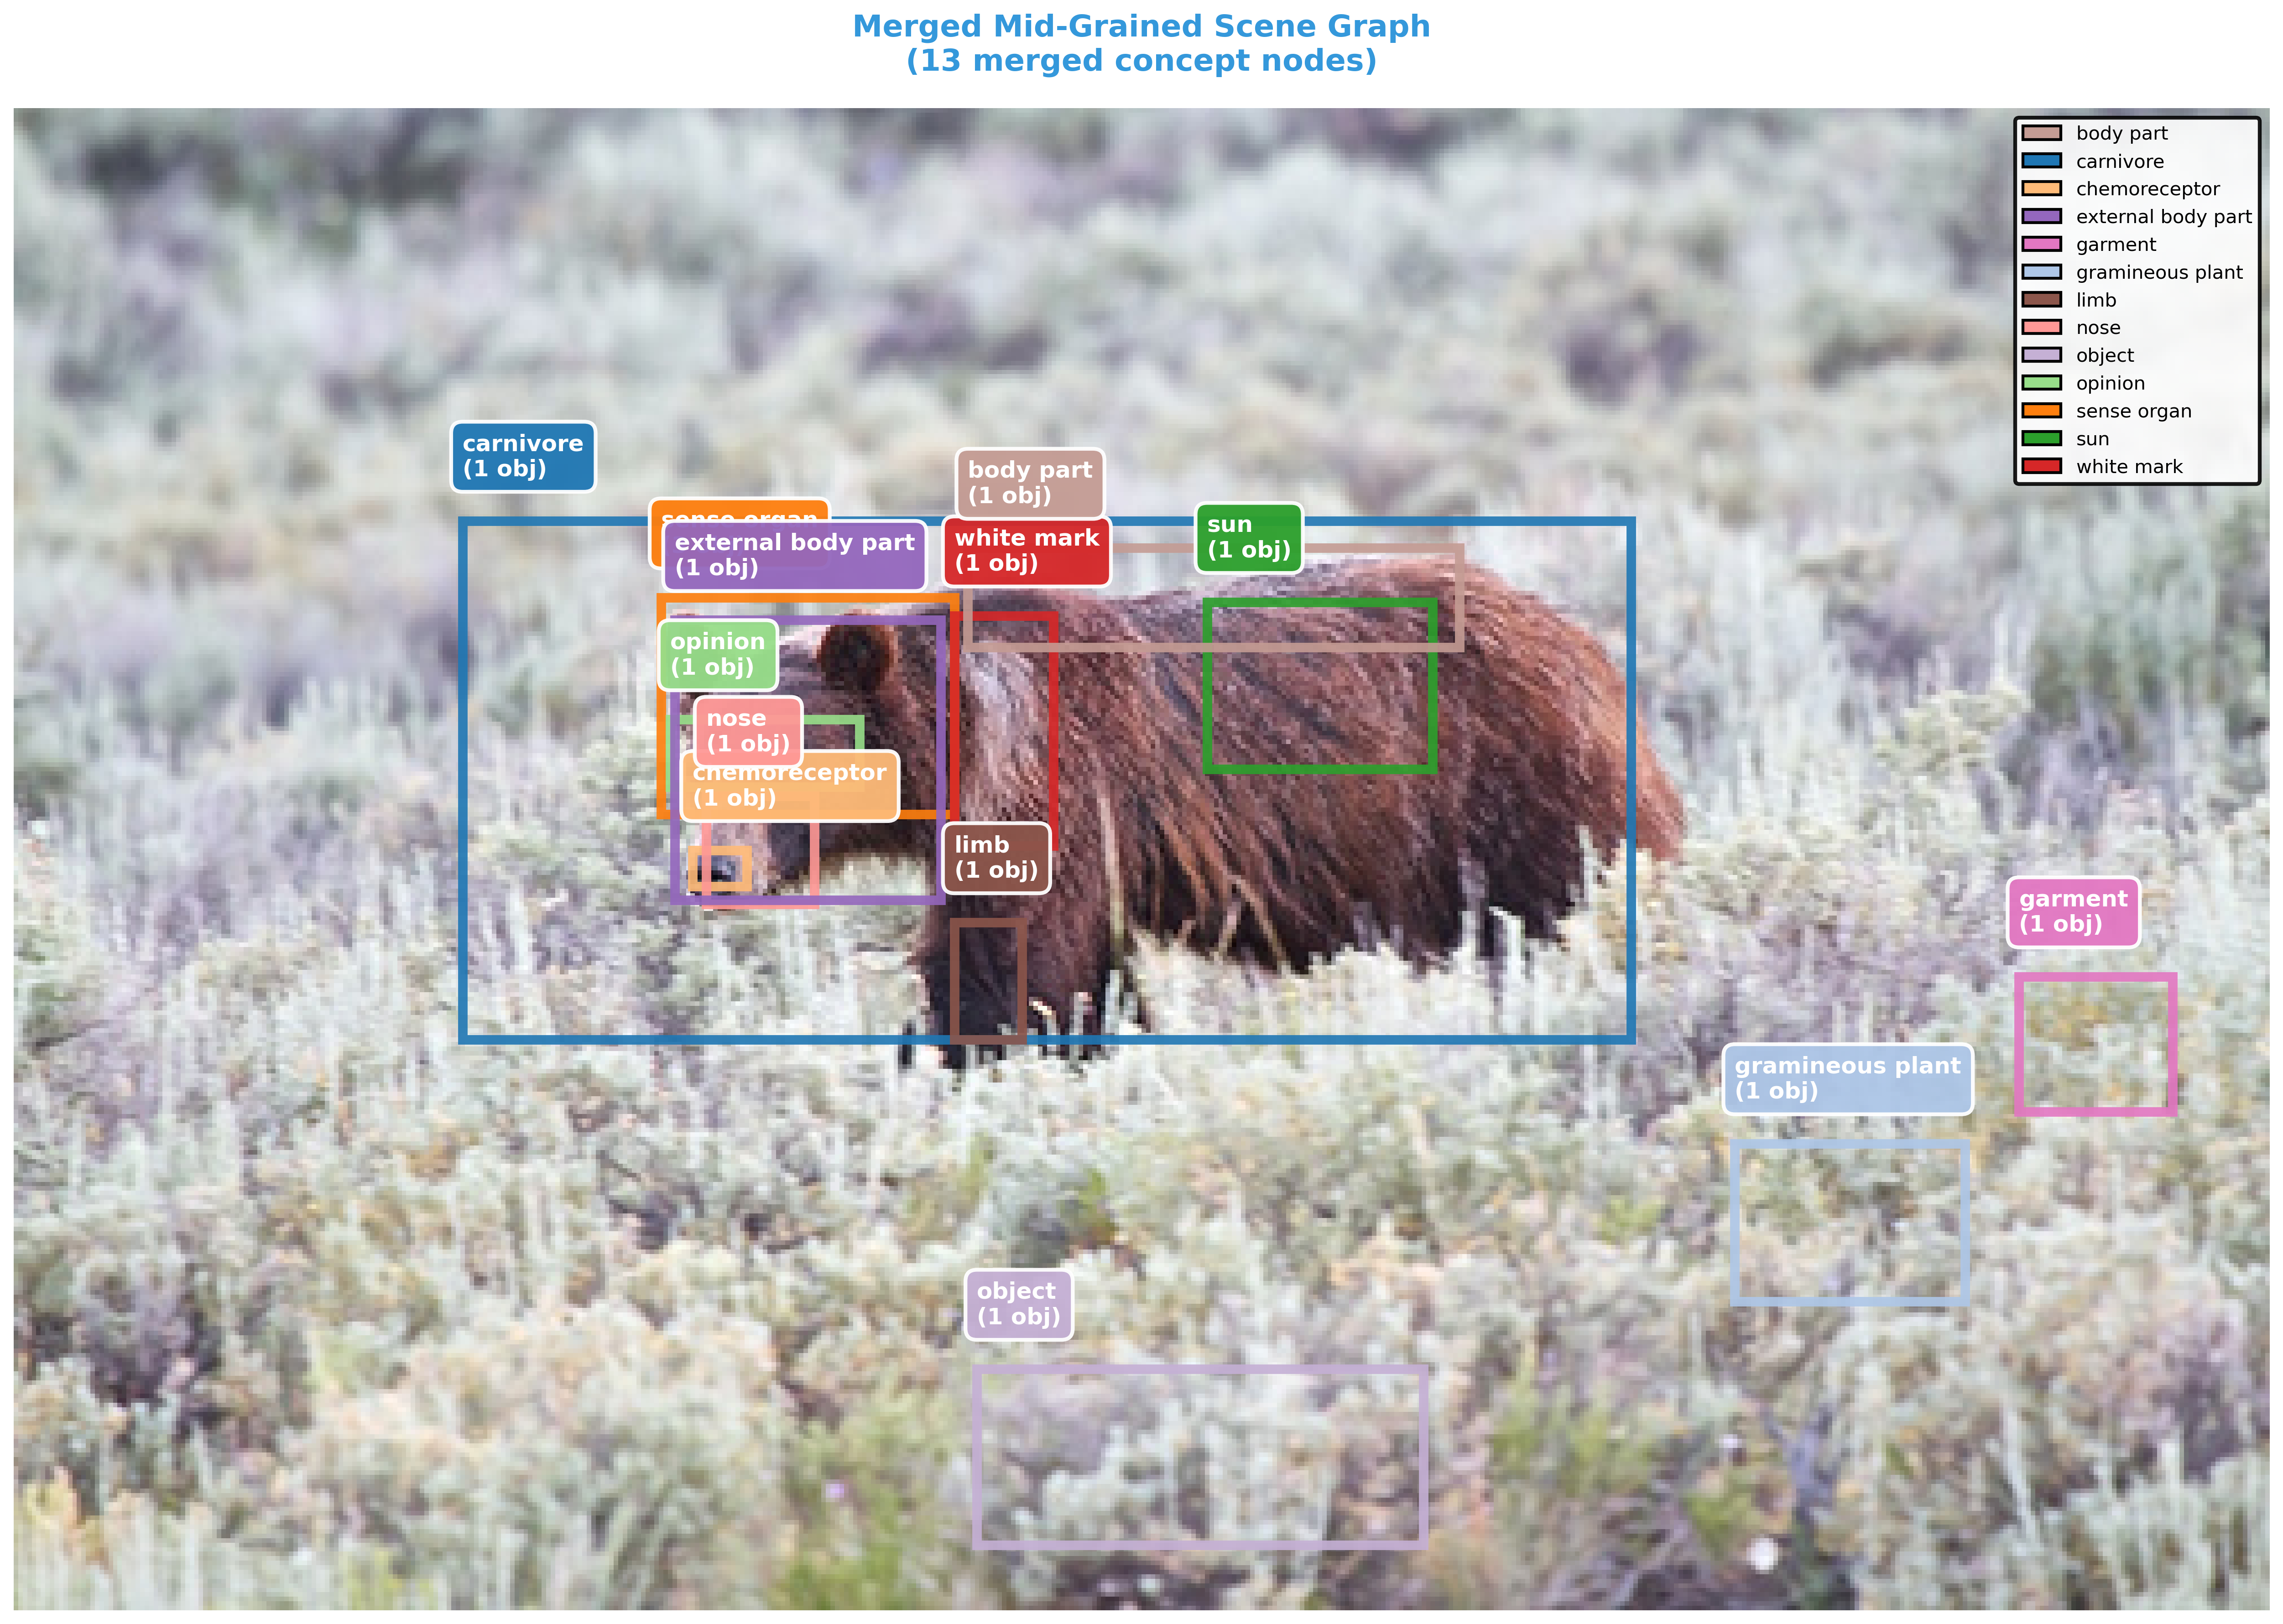 Merged Mid-Grained Scene Graph
(13 merged concept nodes)
body part
carnivore
chemoreceptor
external body part
garment
gramineous plant
limb
nose
object
opinion
sense organ
sun
white mark
carnivore
(1 obj)
body part
(1 obj)
sense organ
external body part
(1 obj)
white mark
(1 obj)
sun
(1 obj)
opinion
(1 obj)
nose
(1 obj)
chemoreceptor
(1 obj)
limb
(1 obj)
garment
(1 obj)
gramineous plant
(1 obj)
object
(1 obj)